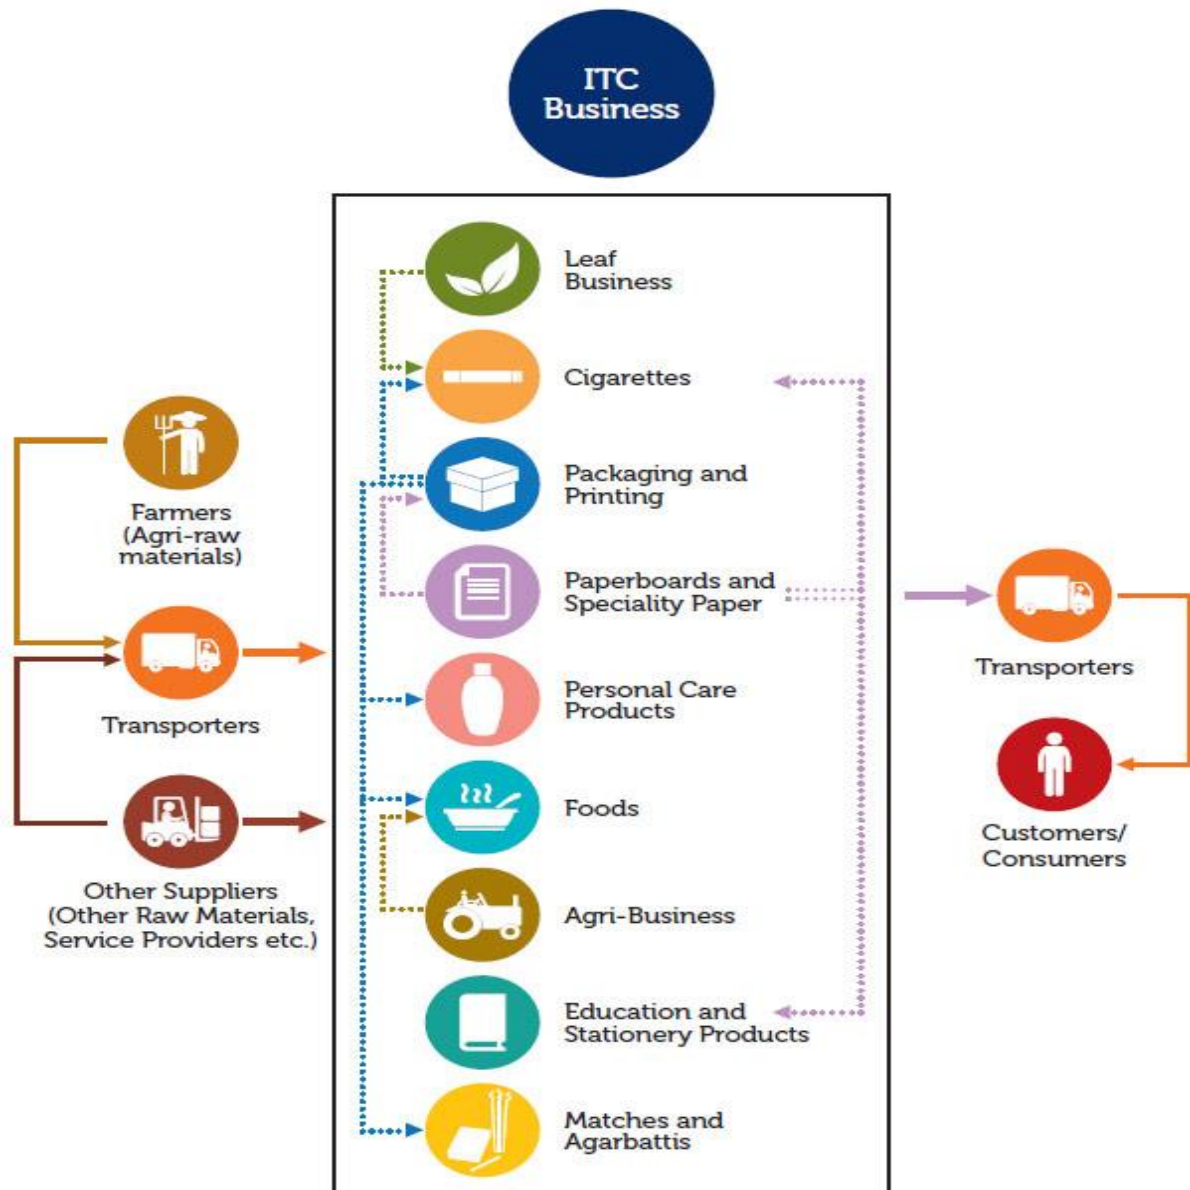 ITC
Business
Leaf
Business
Cigarettes
Packaging and
Printing
Paperboards and
Speciality Paper
Personal Care
Products
Foods
Agri-Business
Education and
Stationery Products
Matches and
Agarbattis
Farmers
(Agri-raw
materials)
Transporters
Other Suppliers
(Other Raw Materials,
Service Providers etc.)
Transporters
Customers/
Consumers